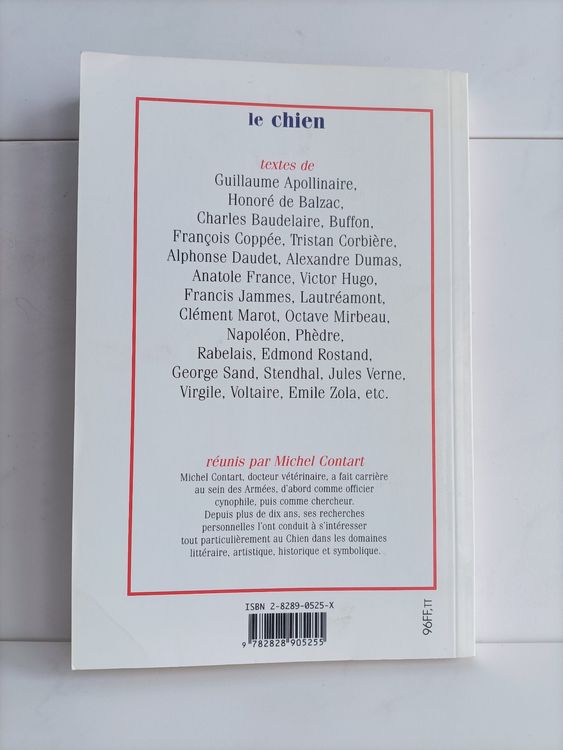 le chien
textes de
Guillaume Apollinaire,
Honoré de Balzac,
Charles Baudelaire, Buffon,
François Coppée, Tristan Corbière,
Alphonse Daudet, Alexandre Dumas,
Anatole France, Victor Hugo,
Francis Jammes, Lautréamont,
Clément Marot, Octave Mirbeau,
Napoléon, Phèdre,
Rabelais, Edmond Rostand,
George Sand, Stendhal, Jules Verne,
Virgile, Voltaire, Emile Zola, etc.
réunis par Michel Contart
Michel Contart, docteur vétérinaire, a fait carrière
au sein des Armées, d'abord comme officier
cynophile, puis comme chercheur.
Depuis plus de dix ans, ses recherches
personnelles l'ont conduit à s'intéresser
tout particulièrement au Chien dans les domaines
littéraire, artistique, historique et symbolique.
ISBN 2-8289-0525-X
9 782828 905255
96FF,TT